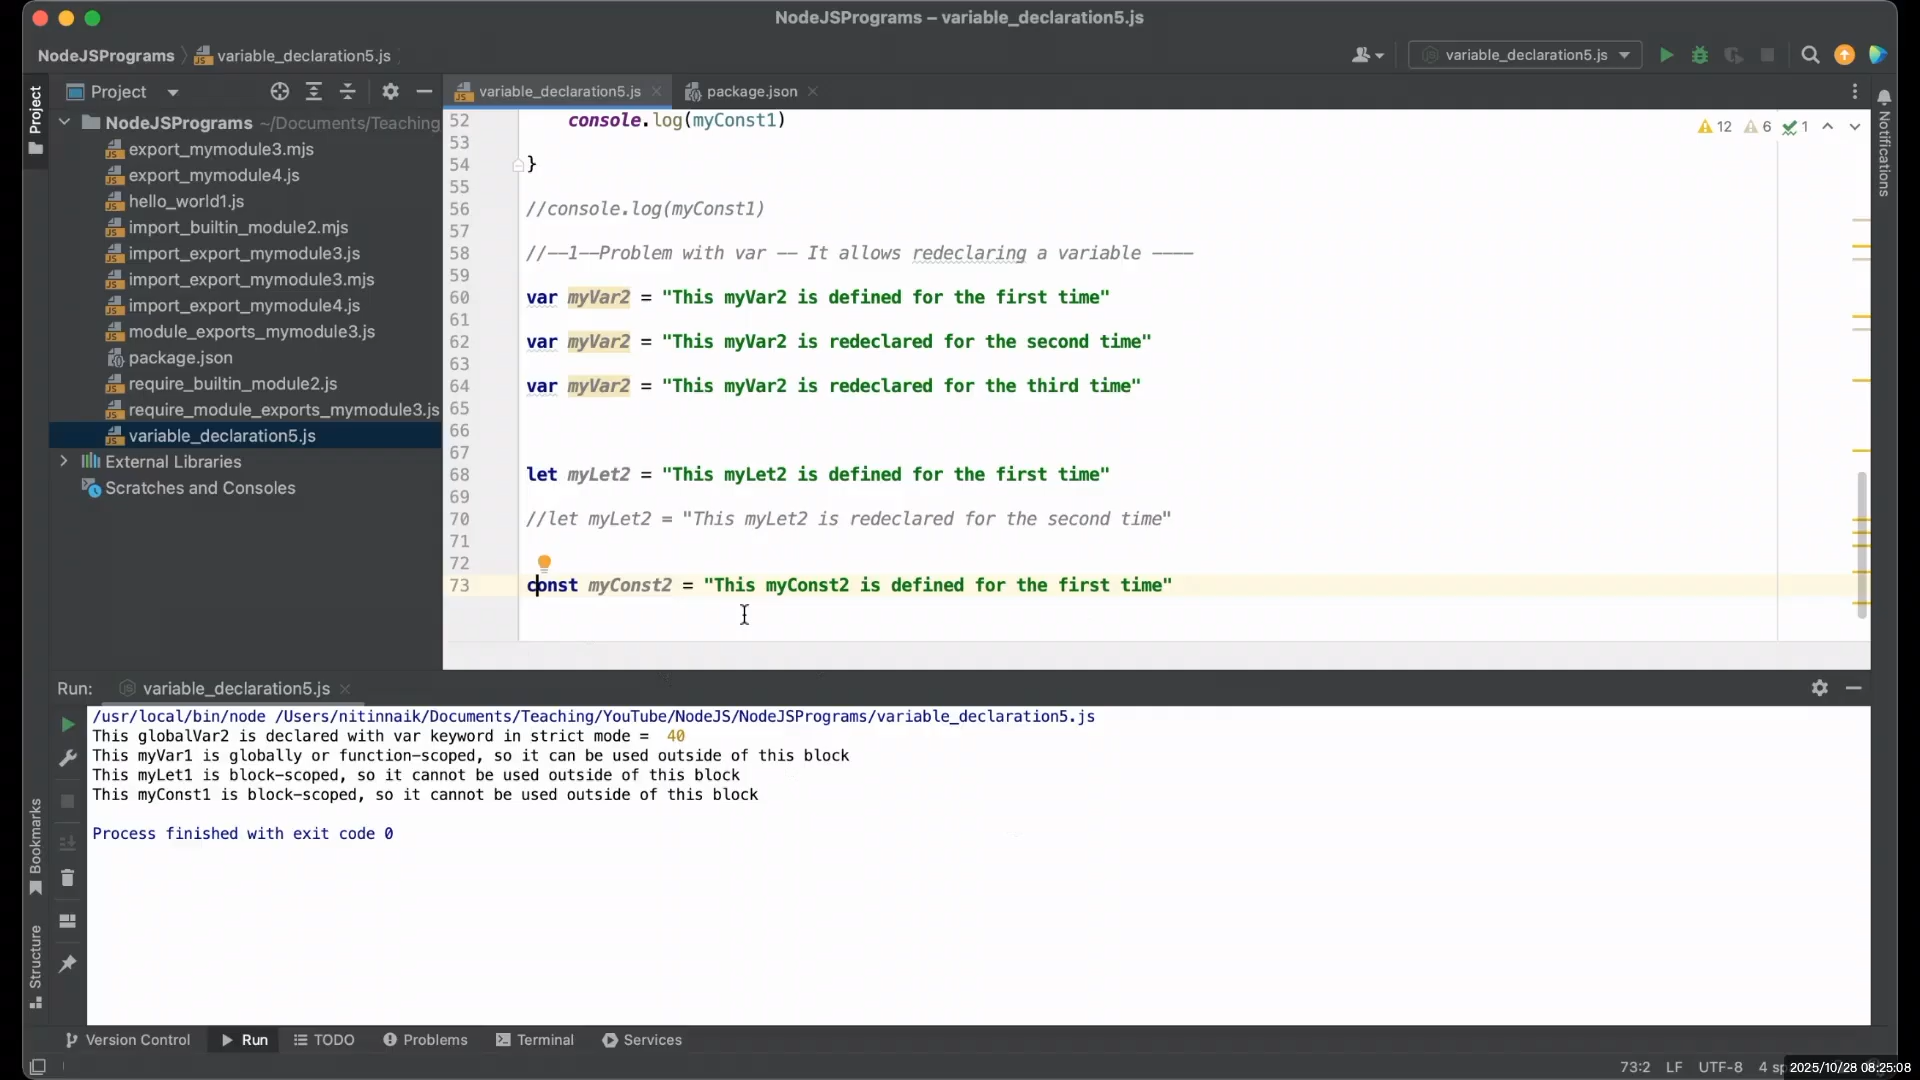 NodeJSPrograms – variable_declaration5.js
NodeJSPrograms
variable_declaration5.js
variable_declaration5.js
Project
Project
variable_declaration5.js
package.json
NodeJSPrograms ~/Documents/Teaching
export_mymodule3.mjs
export_mymodule4.js
hello_world1.js
import_builtin_module2.mjs
import_export_mymodule3.js
import_export_mymodule3.mjs
import_export_mymodule4.js
module_exports_mymodule3.js
package.json
require_builtin_module2.js
require_module_exports_mymodule3.js
variable_declaration5.js
External Libraries
Scratches and Consoles
12 6 1
Notifications
52 console.log(myConst1)
53
54 }
55
56 //console.log(myConst1)
57
58 //--1--Problem with var -- It allows redeclaring a variable ----
59
60 var myVar2 = "This myVar2 is defined for the first time"
61
62 var myVar2 = "This myVar2 is redeclared for the second time"
63
64 var myVar2 = "This myVar2 is redeclared for the third time"
65
66
67
68 let myLet2 = "This myLet2 is defined for the first time"
69
70 //let myLet2 = "This myLet2 is redeclared for the second time"
71
72
73 const myConst2 = "This myConst2 is defined for the first time"
Run: variable_declaration5.js
/usr/local/bin/node /Users/nitinnaik/Documents/Teaching/YouTube/NodeJS/NodeJSPrograms/variable_declaration5.js
This globalVar2 is declared with var keyword in strict mode =  40
This myVar1 is globally or function-scoped, so it can be used outside of this block
This myLet1 is block-scoped, so it cannot be used outside of this block
This myConst1 is block-scoped, so it cannot be used outside of this block
Process finished with exit code 0
Bookmarks
Structure
Version Control
Run
TODO
Problems
Terminal
Services
73:2 LF UTF-8 4 sp
2025/10/28 08:25:08